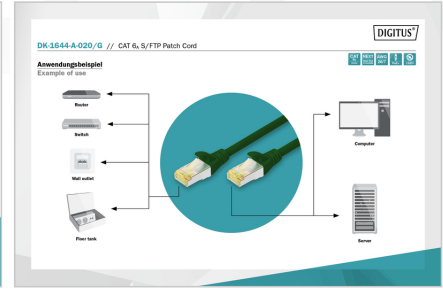 DIGITUS®
DK-1644-A-020/G // CAT 6A S/FTP Patch Cord
Anwendungsbeispiel
Example of use
CAT
Router
Switch
Wall outlet
Floor tank
Computer
Server